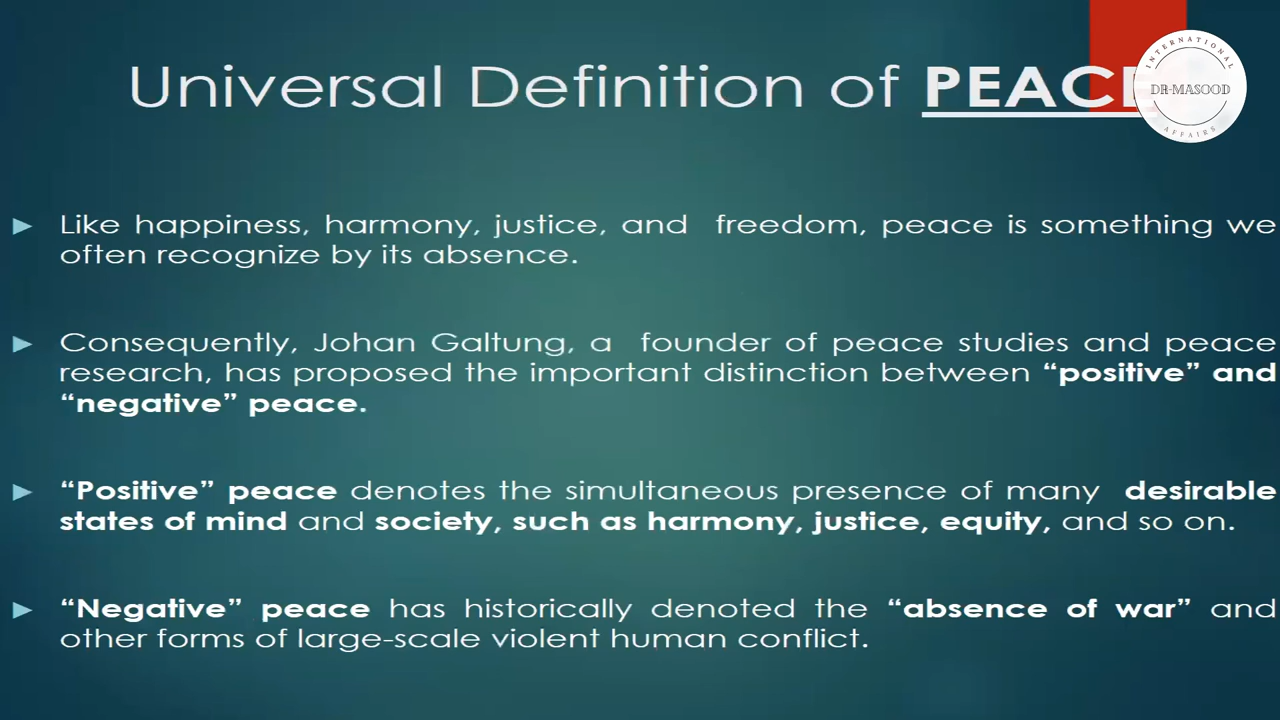 Universal Definition of PEACE
INTERNATIONAL
DR-MASOOD
AFFAIRS
Like happiness, harmony, justice, and freedom, peace is something we
often recognize by its absence.
Consequently, Johan Galtung, a founder of peace studies and peace
research, has proposed the important distinction between “positive” and
“negative” peace.
“Positive” peace denotes the simultaneous presence of many desirable
states of mind and society, such as harmony, justice, equity, and so on.
“Negative” peace has historically denoted the “absence of war” and
other forms of large-scale violent human conflict.